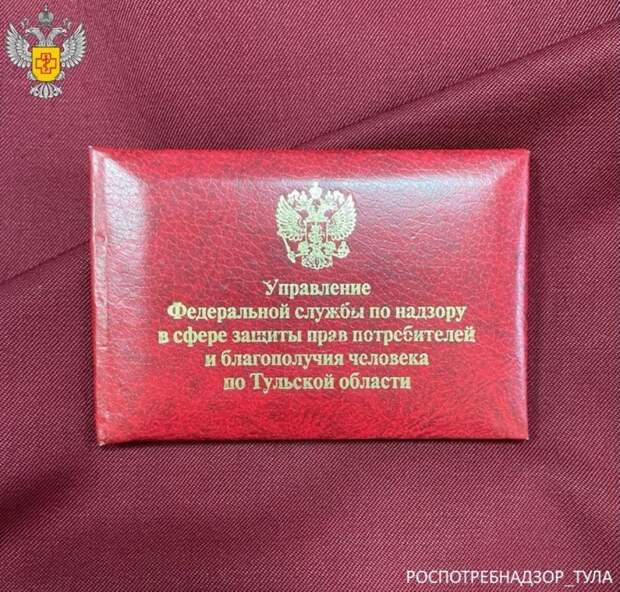 Управление
Федеральной службы по надзору
в сфере защиты прав потребителей
и благополучия человека
по Тульской области
РОСПОТРЕБНАДЗОР_ТУЛА